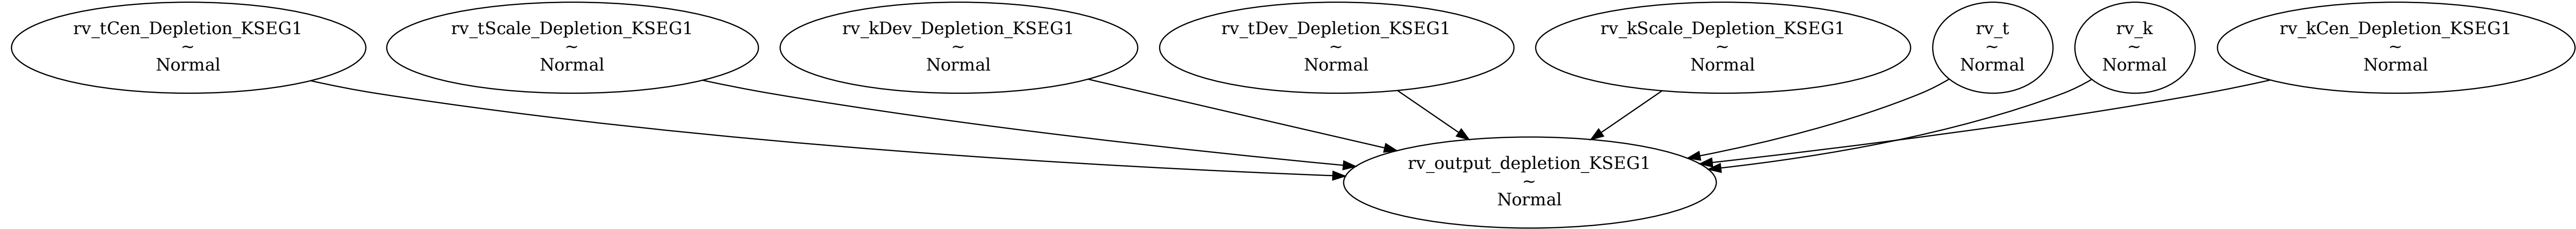 rv_tCen_Depletion_KSEG1
~
Normal
rv_tScale_Depletion_KSEG1
~
Normal
rv_kDev_Depletion_KSEG1
~
Normal
rv_tDev_Depletion_KSEG1
~
Normal
rv_kScale_Depletion_KSEG1
~
Normal
rv_t
~
Normal
rv_k
~
Normal
rv_kCen_Depletion_KSEG1
~
Normal
rv_output_depletion_KSEG1
~
Normal